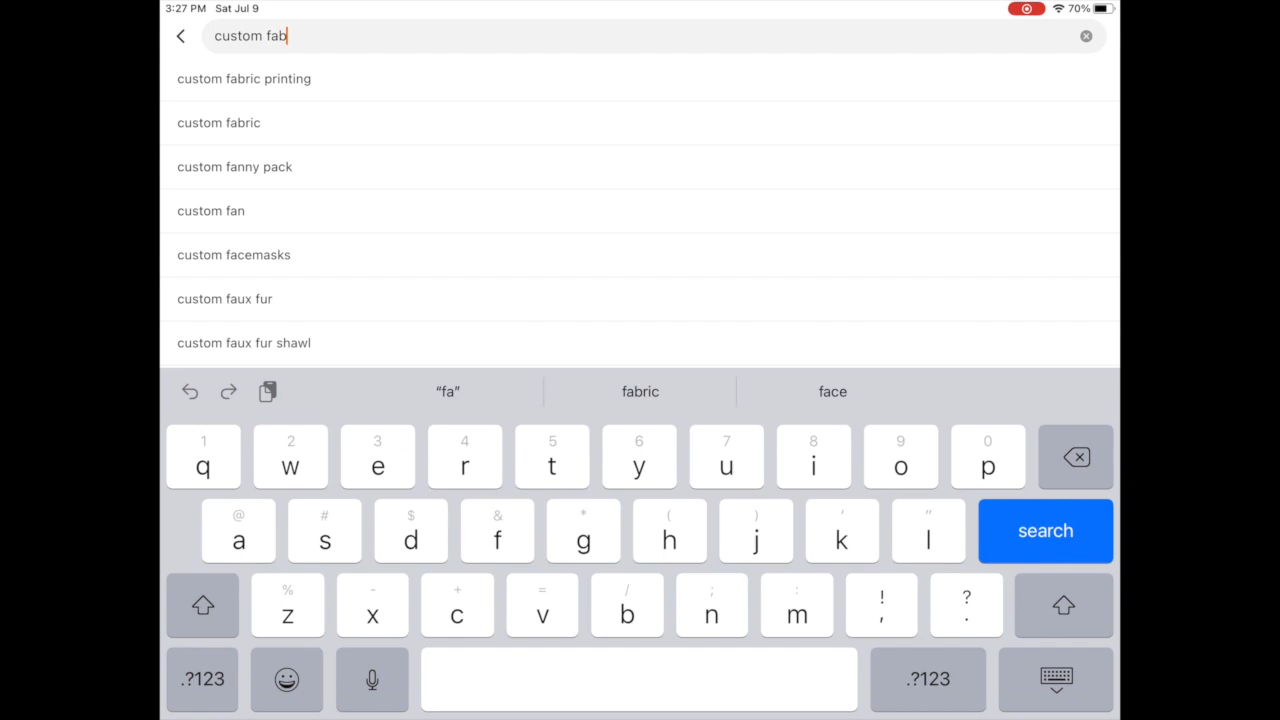 3:27 PM Sat Jul 9 70%
custom fab
custom fabric printing
custom fabric
custom fanny pack
custom fan
custom facemasks
custom faux fur
custom faux fur shawl
“fa” fabric face
1 2 3 4 5 6 7 8 9 0
q w e r t y u i o p
@ # $ & * ( ) ' "
a s d f g h j k l search
% - + = / ; : ! ?
z x c v b n m , .
.?123 .?123